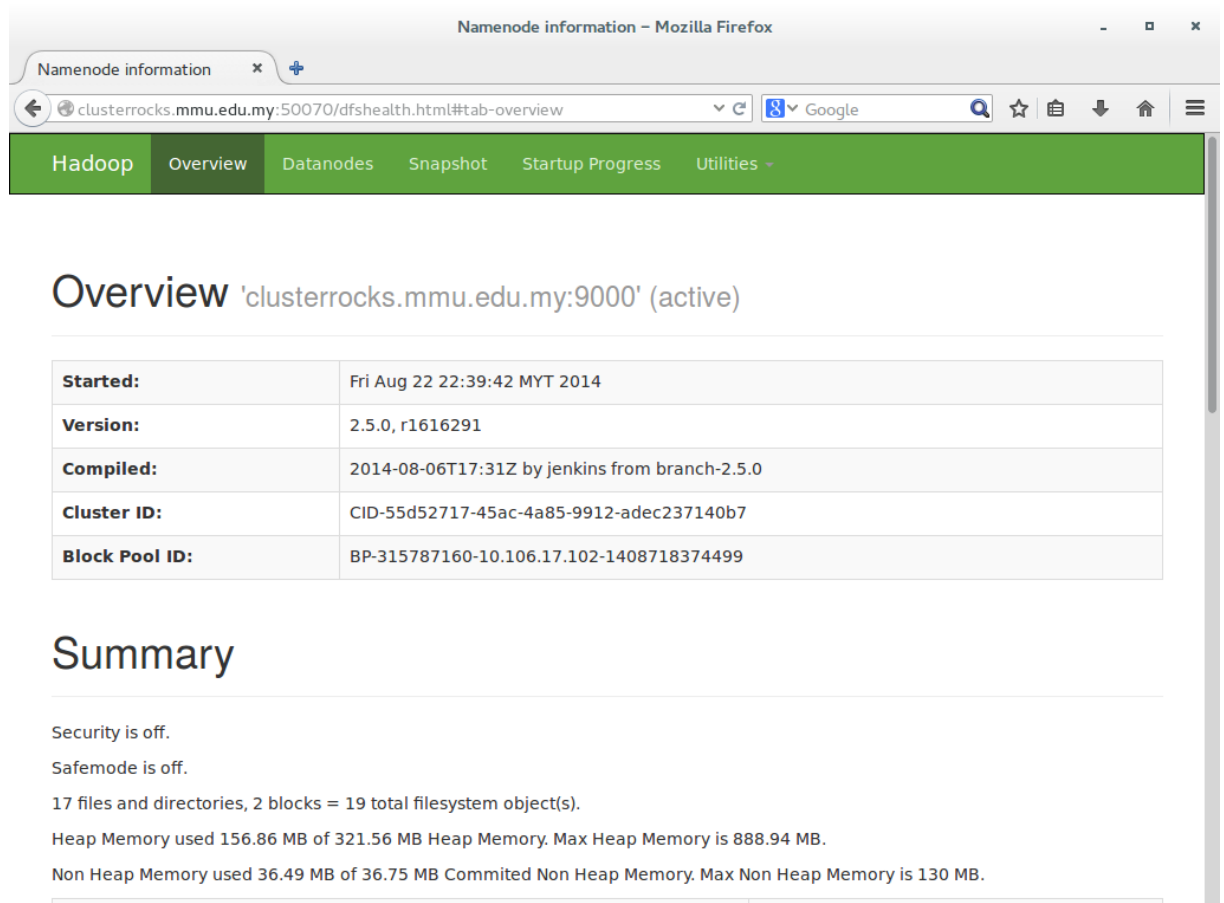 Namenode information – Mozilla Firefox
Namenode information
clusterrocks.mmu.edu.my:50070/dfshealth.html#tab-overview
Google
Hadoop Overview Datanodes Snapshot Startup Progress Utilities
Overview 'clusterrocks.mmu.edu.my:9000' (active)
Started: Fri Aug 22 22:39:42 MYT 2014
Version: 2.5.0, r1616291
Compiled: 2014-08-06T17:31Z by jenkins from branch-2.5.0
Cluster ID: CID-55d52717-45ac-4a85-9912-adec237140b7
Block Pool ID: BP-315787160-10.106.17.102-1408718374499
Summary
Security is off.
Safemode is off.
17 files and directories, 2 blocks = 19 total filesystem object(s).
Heap Memory used 156.86 MB of 321.56 MB Heap Memory. Max Heap Memory is 888.94 MB.
Non Heap Memory used 36.49 MB of 36.75 MB Commited Non Heap Memory. Max Non Heap Memory is 130 MB.